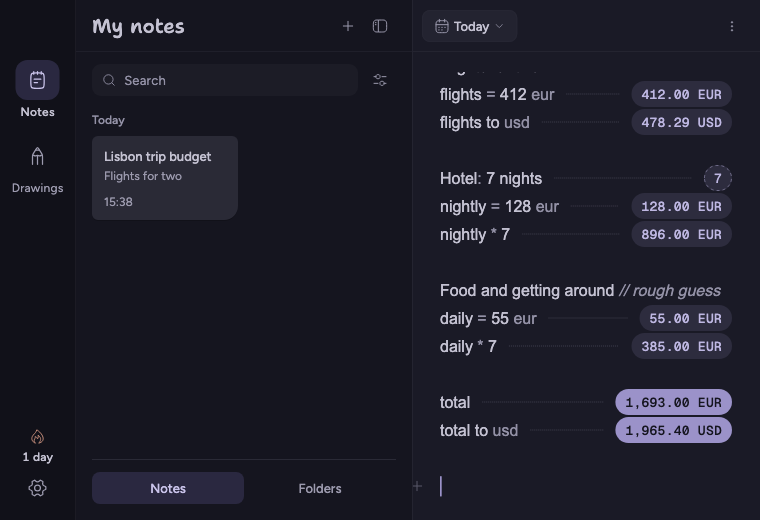 My notes
Search
Today
Lisbon trip budget
Flights for two
15:38
Notes
Drawings
1 day
Notes
Folders
Today
flights = 412 eur 412.00 EUR
flights to usd 478.29 USD
Hotel: 7 nights 7
nightly = 128 eur 128.00 EUR
nightly * 7 896.00 EUR
Food and getting around // rough guess
daily = 55 eur 55.00 EUR
daily * 7 385.00 EUR
total 1,693.00 EUR
total to usd 1,965.40 USD